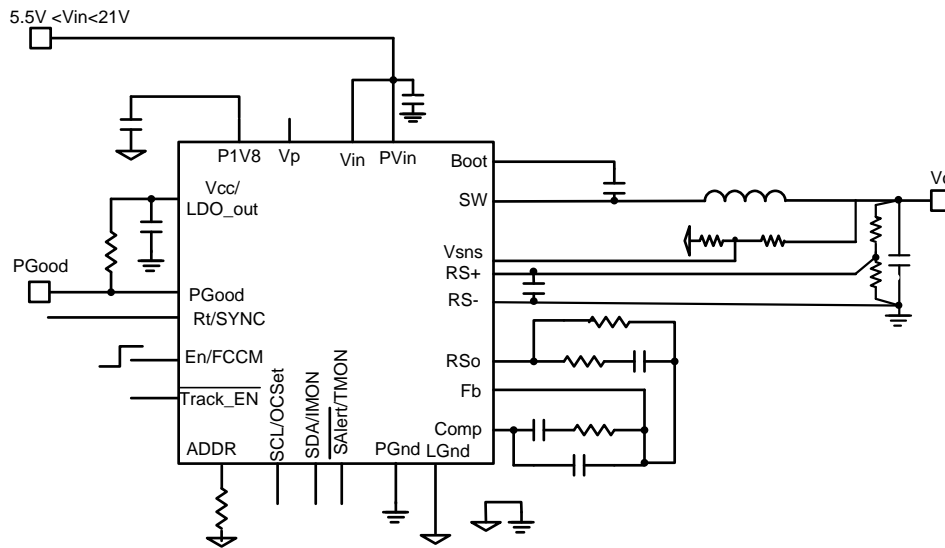 5.5V <Vin<21V
P1V8
Vp
Vin
PVin
Boot
Vcc/
LDO_out
SW
Vsns
PGood
RS+
PGood
RS-
Rt/SYNC
En/FCCM
RSo
Track_EN
Fb
SCL/OCSet
SDA/IMON
SAlert/TMON
Comp
ADDR
PGnd
LGnd